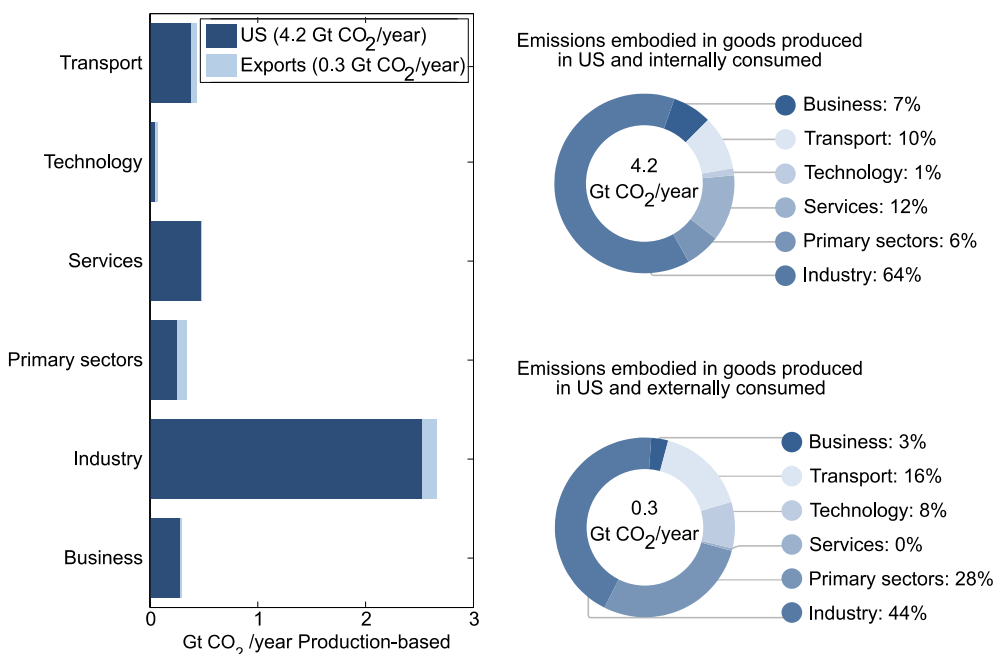 US (4.2 Gt CO2/year)
Exports (0.3 Gt CO2/year)
Transport
Technology
Services
Primary sectors
Industry
Business
0
1
2
3
Gt CO2 /year Production-based
Emissions embodied in goods produced
in US and internally consumed
4.2
Gt CO2/year
Business: 7%
Transport: 10%
Technology: 1%
Services: 12%
Primary sectors: 6%
Industry: 64%
Emissions embodied in goods produced
in US and externally consumed
0.3
Gt CO2/year
Business: 3%
Transport: 16%
Technology: 8%
Services: 0%
Primary sectors: 28%
Industry: 44%